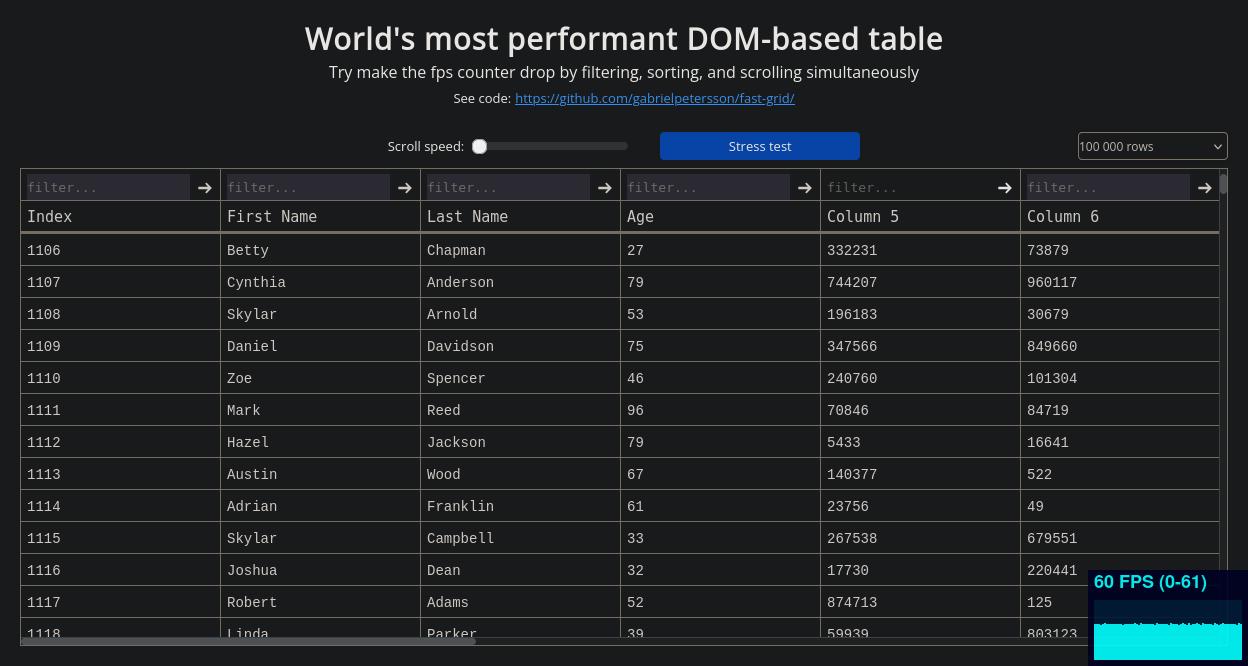 World's most performant DOM-based table
Try make the fps counter drop by filtering, sorting, and scrolling simultaneously
See code: https://github.com/gabrielpetersson/fast-grid/
Scroll speed: Stress test 100 000 rows
filter... → filter... → filter... → filter... → filter... → filter... →
Index First Name Last Name Age Column 5 Column 6
1106 Betty Chapman 27 332231 73879
1107 Cynthia Anderson 79 744207 960117
1108 Skylar Arnold 53 196183 30679
1109 Daniel Davidson 75 347566 849660
1110 Zoe Spencer 46 240760 101304
1111 Mark Reed 96 70846 84719
1112 Hazel Jackson 79 5433 16641
1113 Austin Wood 67 140377 522
1114 Adrian Franklin 61 23756 49
1115 Skylar Campbell 33 267538 679551
1116 Joshua Dean 32 17730 220441
1117 Robert Adams 52 874713 125
1118 Linda Parker 39 59939 803123
60 FPS (0-61)